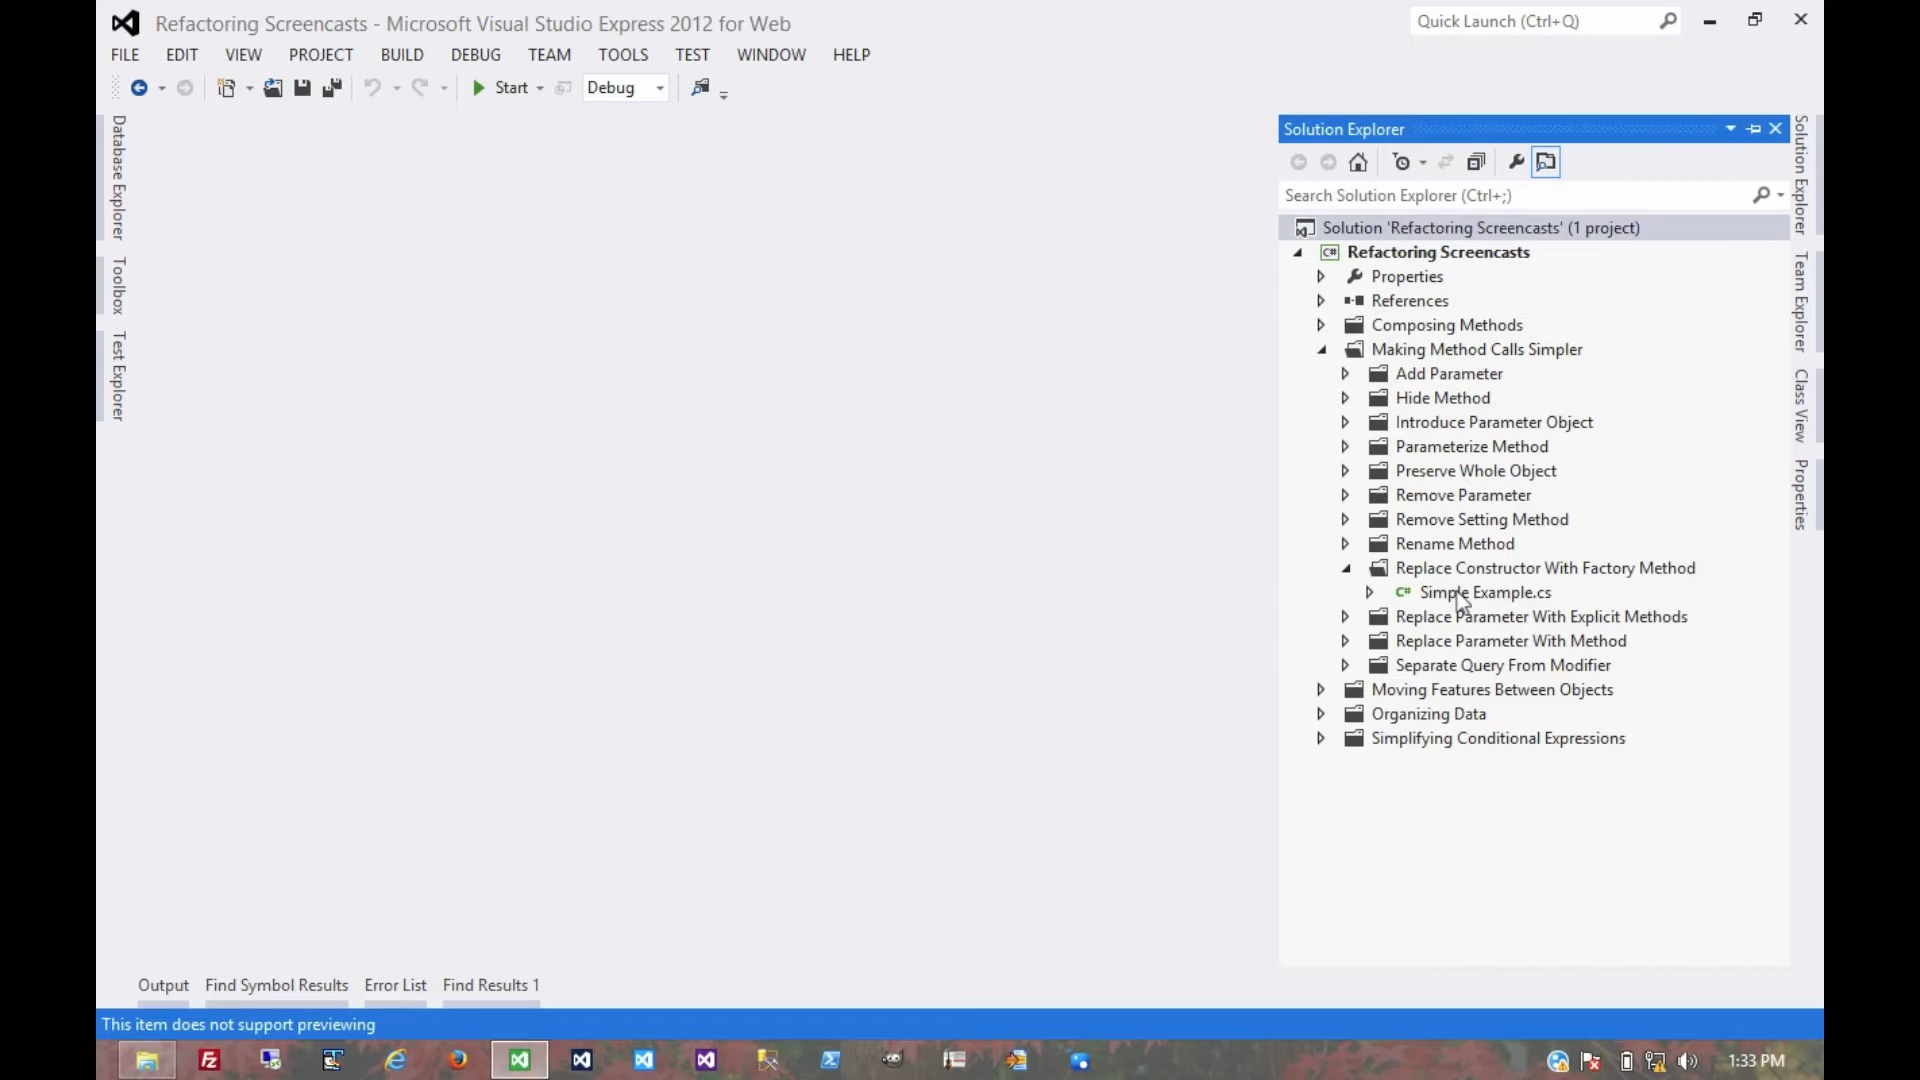 Refactoring Screencasts - Microsoft Visual Studio Express 2012 for Web
Quick Launch (Ctrl+Q)
FILE EDIT VIEW PROJECT BUILD DEBUG TEAM TOOLS TEST WINDOW HELP
Start Debug
Database Explorer
Toolbox
Test Explorer
Solution Explorer
Search Solution Explorer (Ctrl+;)
Solution 'Refactoring Screencasts' (1 project)
C# Refactoring Screencasts
Properties
References
Composing Methods
Making Method Calls Simpler
Add Parameter
Hide Method
Introduce Parameter Object
Parameterize Method
Preserve Whole Object
Remove Parameter
Remove Setting Method
Rename Method
Replace Constructor With Factory Method
C# Simple Example.cs
Replace Parameter With Explicit Methods
Replace Parameter With Method
Separate Query From Modifier
Moving Features Between Objects
Organizing Data
Simplifying Conditional Expressions
Solution Explorer
Team Explorer
Class View
Properties
Output Find Symbol Results Error List Find Results 1
This item does not support previewing
1:33 PM